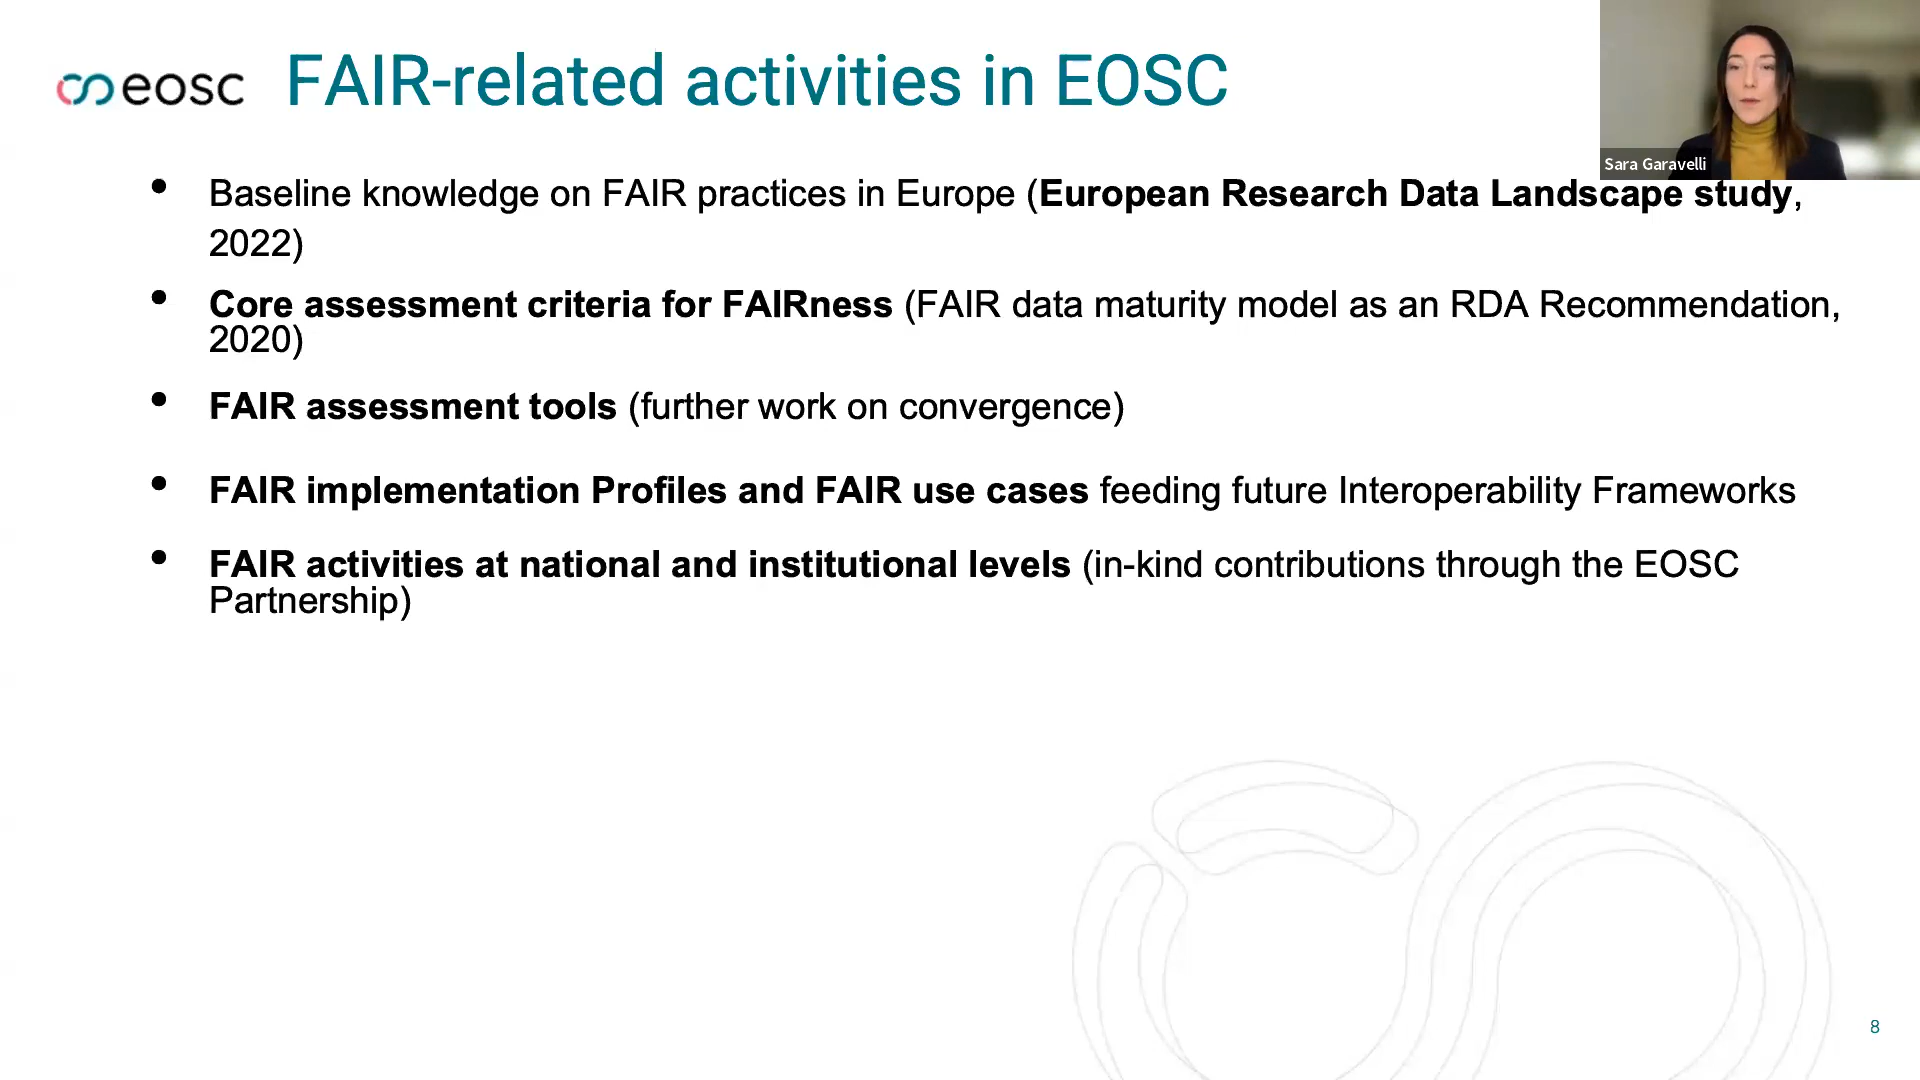 eosc
FAIR-related activities in EOSC
Sara Garavelli
• Baseline knowledge on FAIR practices in Europe (European Research Data Landscape study,
2022)
• Core assessment criteria for FAIRness (FAIR data maturity model as an RDA Recommendation,
2020)
• FAIR assessment tools (further work on convergence)
• FAIR implementation Profiles and FAIR use cases feeding future Interoperability Frameworks
• FAIR activities at national and institutional levels (in-kind contributions through the EOSC
Partnership)
8